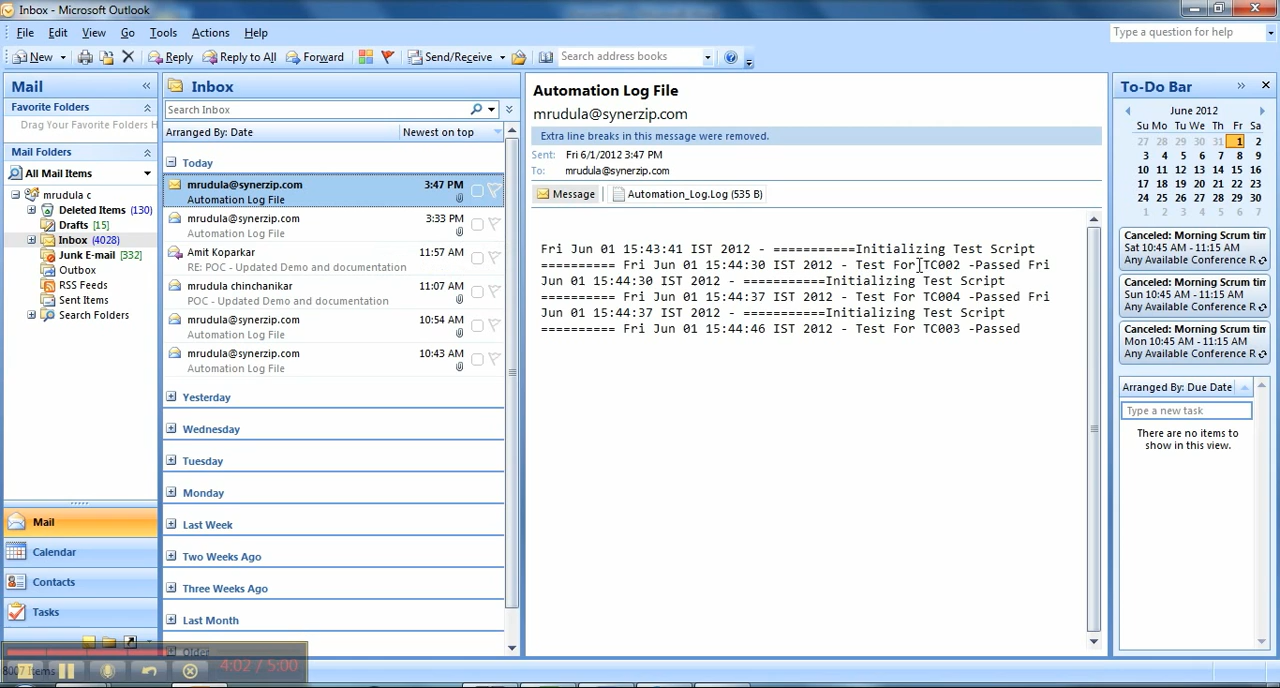 Inbox - Microsoft Outlook
File Edit View Go Tools Actions Help
Type a question for help
New Reply Reply to All Forward Send/Receive Search address books
Mail «
Favorite Folders
Drag Your Favorite Folders H
Mail Folders
All Mail Items
mrudula c
Deleted Items (130)
Drafts [15]
Inbox (4028)
Junk E-mail [332]
Outbox
RSS Feeds
Sent Items
Search Folders
Mail
Calendar
Contacts
Tasks
Inbox
Search Inbox
Arranged By: Date Newest on top
Today
mrudula@synerzip.com 3:47 PM
Automation Log File
mrudula@synerzip.com 3:33 PM
Automation Log File
Amit Koparkar 11:57 AM
RE: POC - Updated Demo and documentation
mrudula chinchanikar 11:07 AM
POC - Updated Demo and documentation
mrudula@synerzip.com 10:54 AM
Automation Log File
mrudula@synerzip.com 10:43 AM
Automation Log File
Yesterday
Wednesday
Tuesday
Monday
Last Week
Two Weeks Ago
Three Weeks Ago
Last Month
Older
Automation Log File
mrudula@synerzip.com
Extra line breaks in this message were removed.
Sent: Fri 6/1/2012 3:47 PM
To: mrudula@synerzip.com
Message Automation_Log.Log (535 B)
Fri Jun 01 15:43:41 IST 2012 - ===========Initializing Test Script
========== Fri Jun 01 15:44:30 IST 2012 - Test For TC002 -Passed Fri
Jun 01 15:44:30 IST 2012 - ===========Initializing Test Script
========== Fri Jun 01 15:44:37 IST 2012 - Test For TC004 -Passed Fri
Jun 01 15:44:37 IST 2012 - ===========Initializing Test Script
========== Fri Jun 01 15:44:46 IST 2012 - Test For TC003 -Passed
To-Do Bar »
June 2012
Su Mo Tu We Th Fr Sa
27 28 29 30 31 1 2
3 4 5 6 7 8 9
10 11 12 13 14 15 16
17 18 19 20 21 22 23
24 25 26 27 28 29 30
1 2 3 4 5 6 7
Canceled: Morning Scrum tim
Sat 10:45 AM - 11:15 AM
Any Available Conference R
Canceled: Morning Scrum tim
Sun 10:45 AM - 11:15 AM
Any Available Conference R
Canceled: Morning Scrum tim
Mon 10:45 AM - 11:15 AM
Any Available Conference R
Arranged By: Due Date
Type a new task
There are no items to
show in this view.
8007 Items
4:02 / 5:00